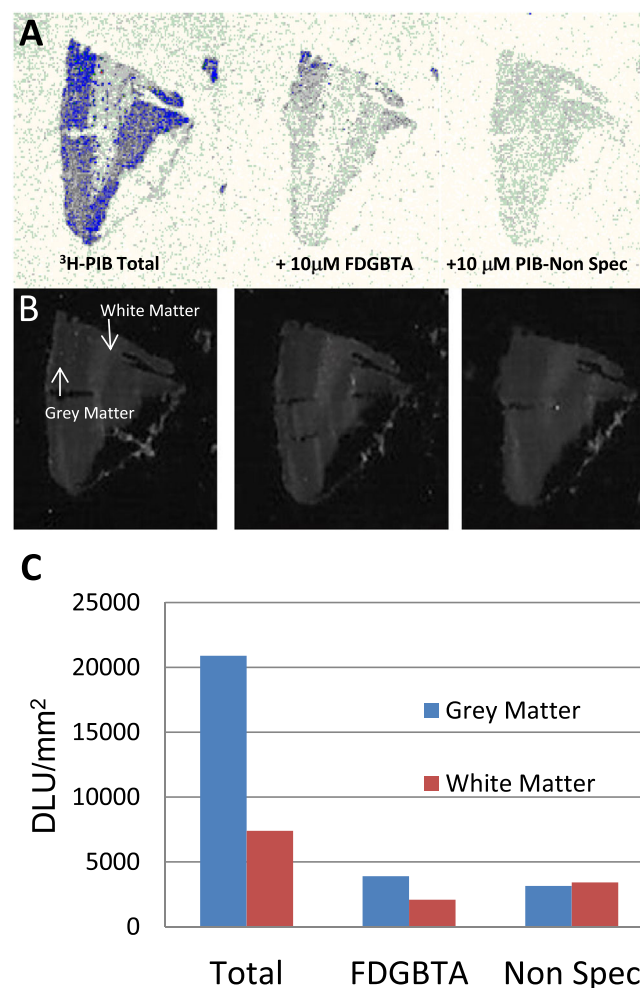 A
³H-PIB Total
+ 10μM FDGBTA
+10 μM PIB-Non Spec
B
White Matter
Grey Matter
C
25000
20000
15000
10000
5000
0
DLU/mm²
Grey Matter
White Matter
Total
FDGBTA
Non Spec